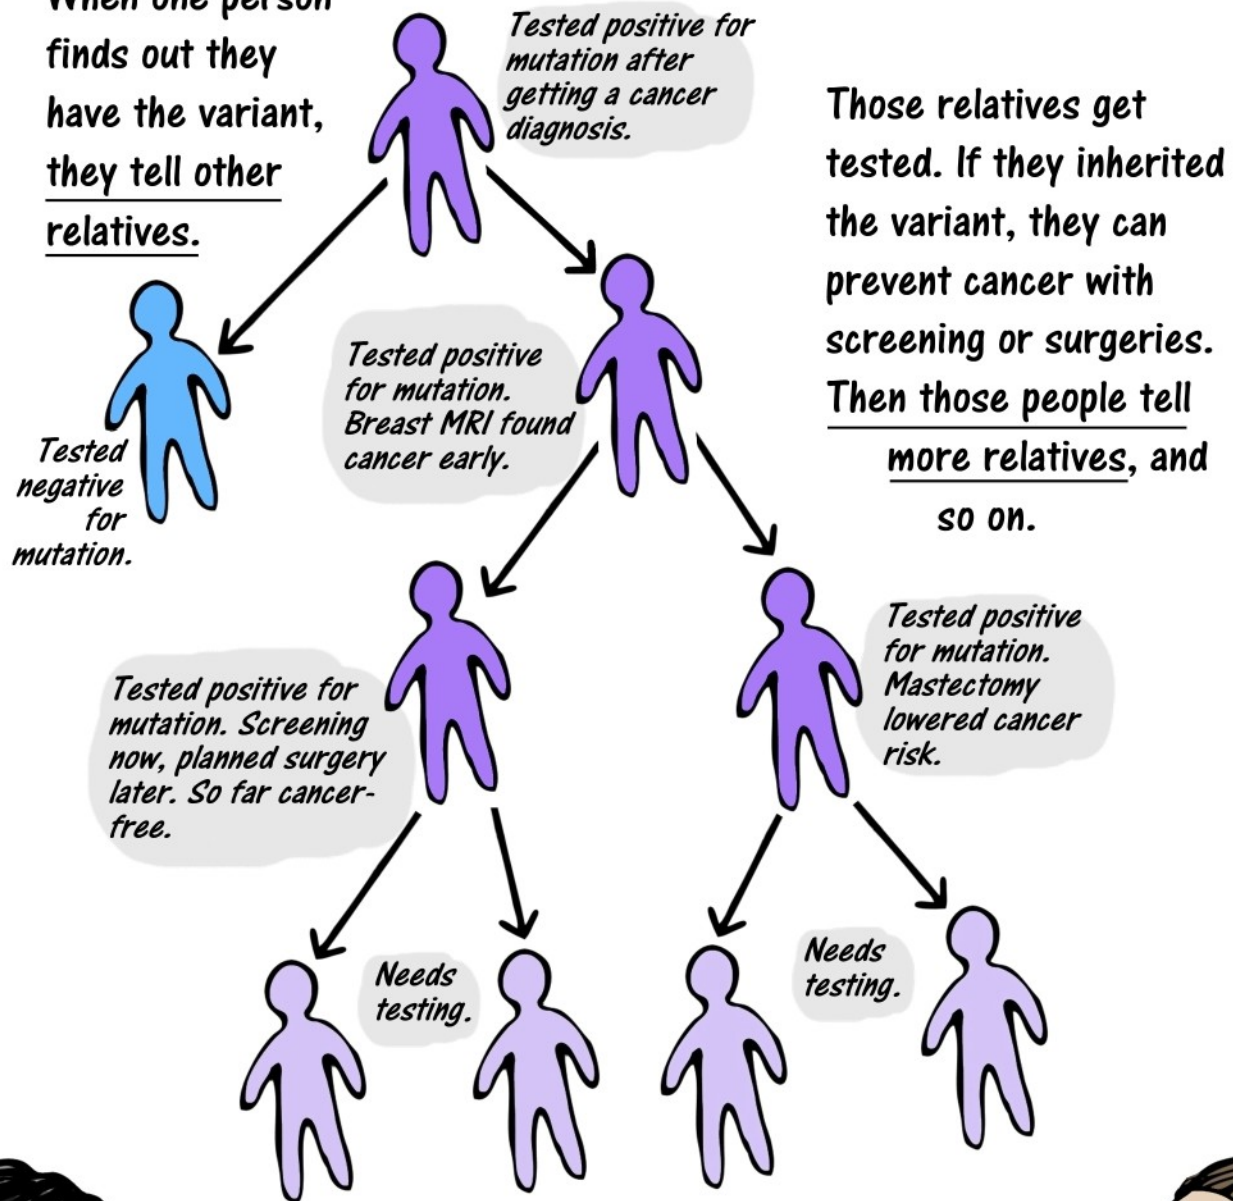 When one person
finds out they
have the variant,
they tell other
relatives.
Tested positive for
mutation after
getting a cancer
diagnosis.
Those relatives get
tested. If they inherited
the variant, they can
prevent cancer with
screening or surgeries.
Then those people tell
more relatives, and
so on.
Tested
negative
for
mutation.
Tested positive
for mutation.
Breast MRI found
cancer early.
Tested positive for
mutation. Screening
now, planned surgery
later. So far cancer-
free.
Tested positive
for mutation.
Mastectomy
lowered cancer
risk.
Needs
testing.
Needs
testing.